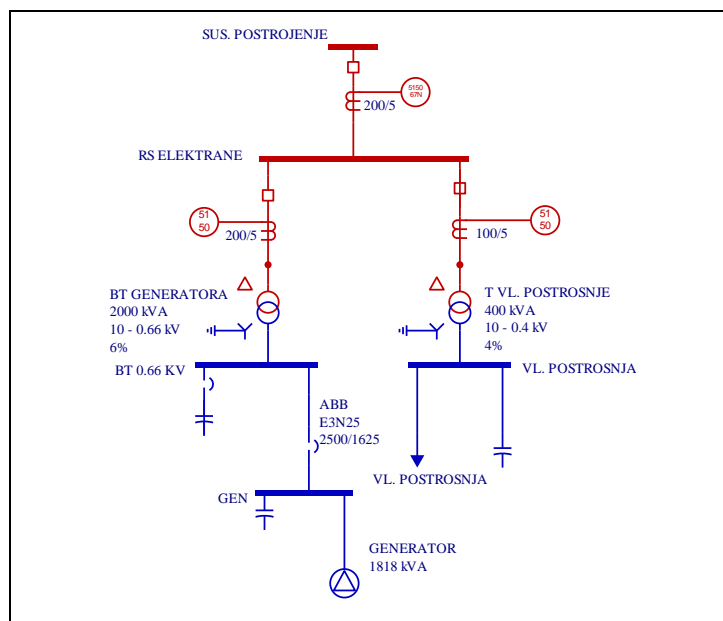 SUS. POSTROJENJE
5150
67N
200/5
RS ELEKTRANE
51
50
200/5
51
50
100/5
BT GENERATORA
2000 kVA
10 - 0.66 kV
6%
T VL. POSTROSNJE
400 kVA
10 - 0.4 kV
4%
BT 0.66 KV
VL. POSTROSNJA
ABB
E3N25
2500/1625
VL. POSTROSNJA
GEN
GENERATOR
1818 kVA